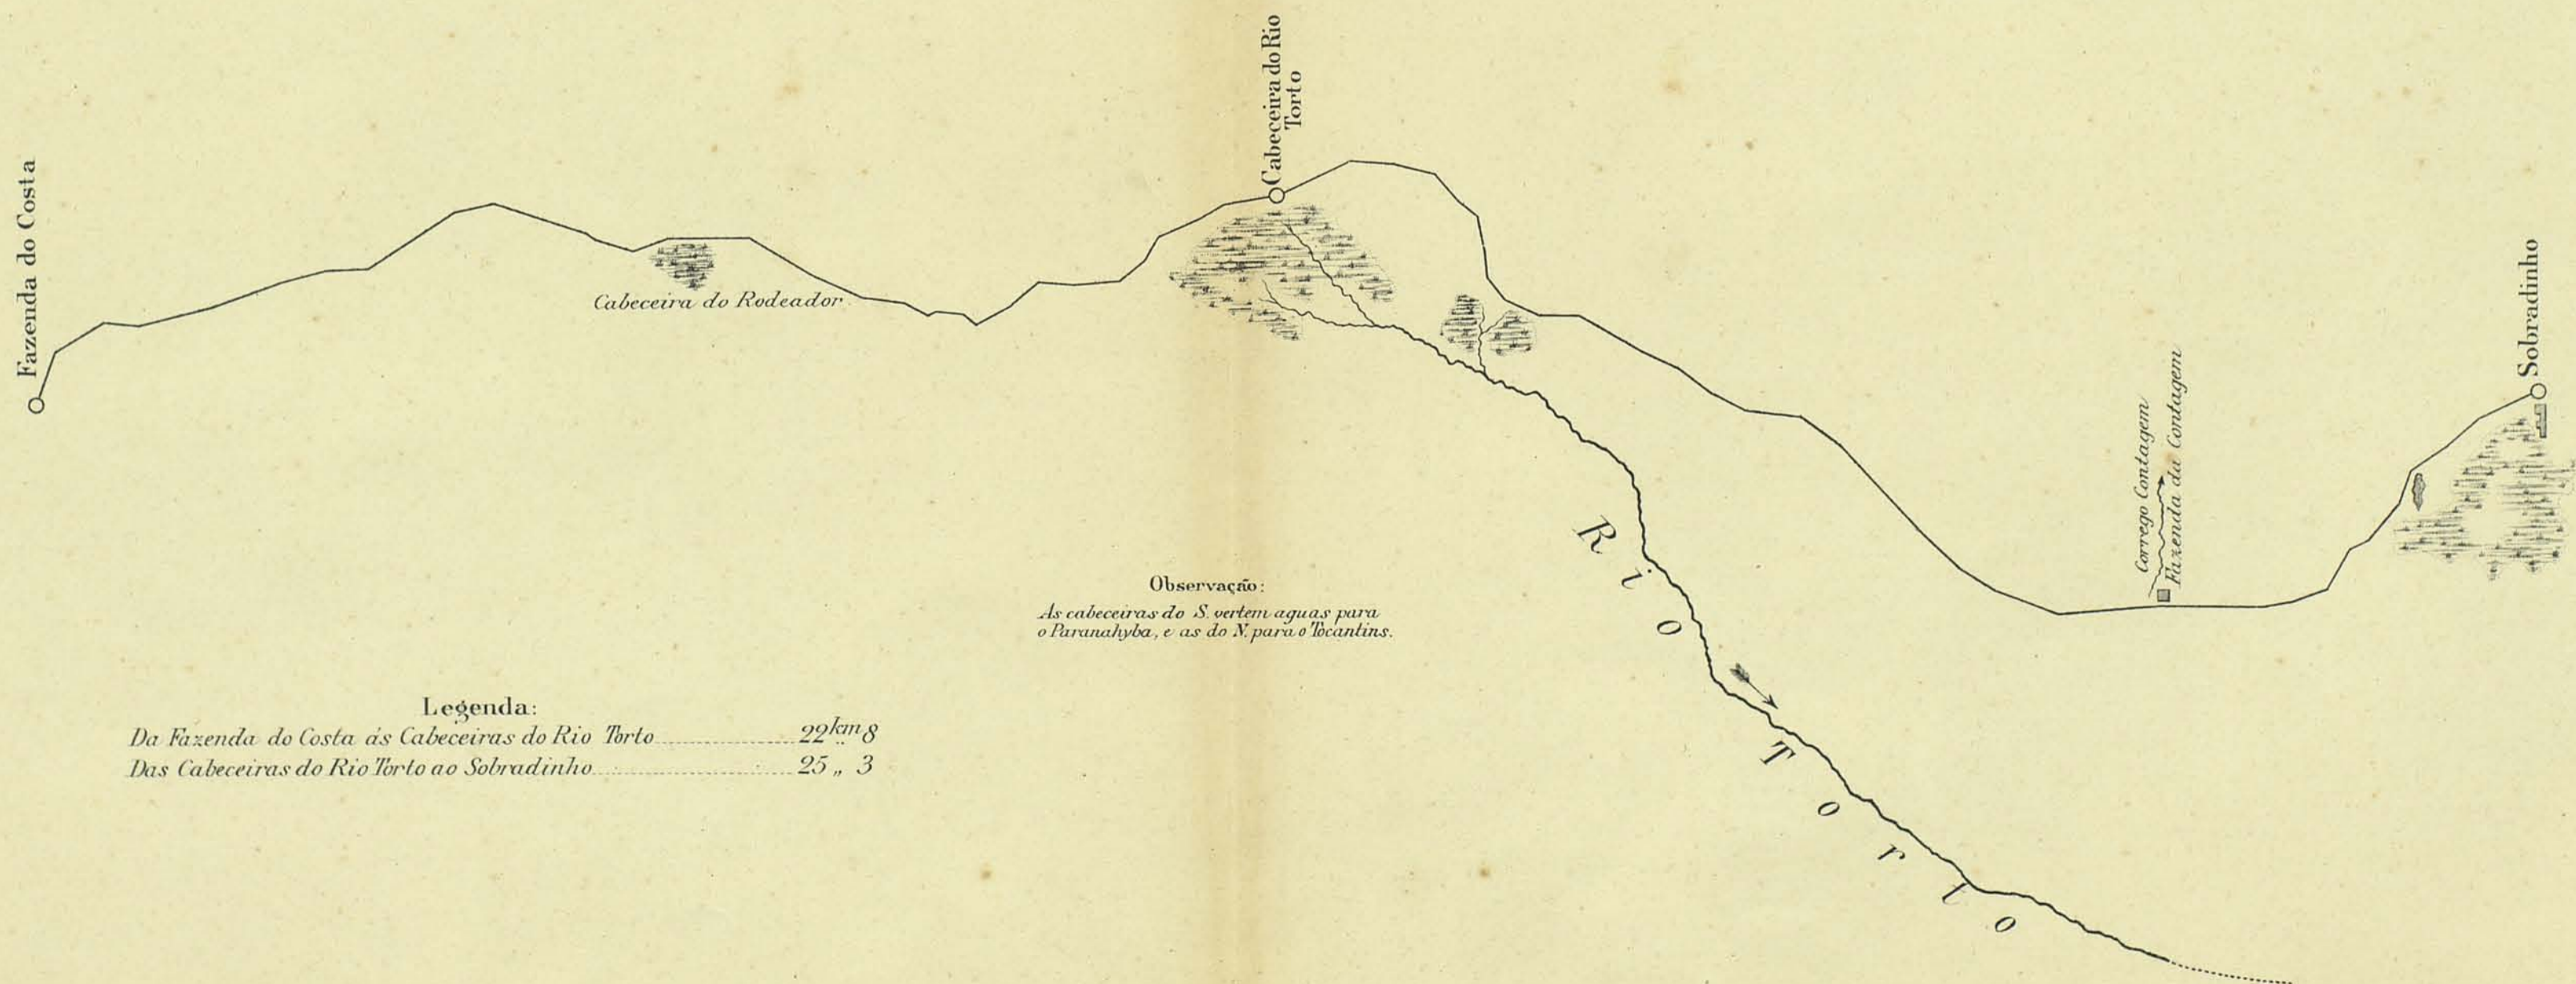 Fazenda do Costa
Cabeceira do Rodeador
Cabeceira do Rio
Torto
Corrego Contagem
Fazenda da Contagem
Sobradinho
Rio Torto
Observação:
As cabeceiras do S. vertem aguas para
o Paranahyba, e as do N. para o Tocantins.
Legenda:
Da Fazenda do Costa ás Cabeceiras do Rio Torto 22km 8
Das Cabeceiras do Rio Torto ao Sobradinho 25 „ 3